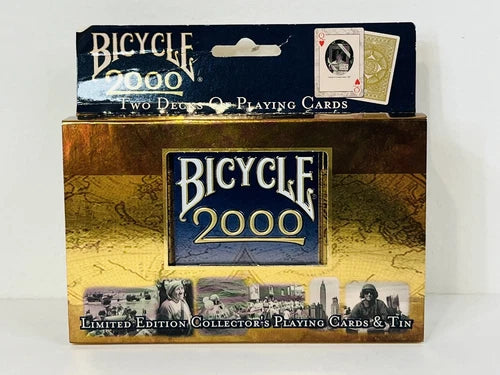 BICYCLE
2000®
TWO DECKS OF PLAYING CARDS
BICYCLE
2000
LIMITED EDITION COLLECTOR'S PLAYING CARDS & TIN